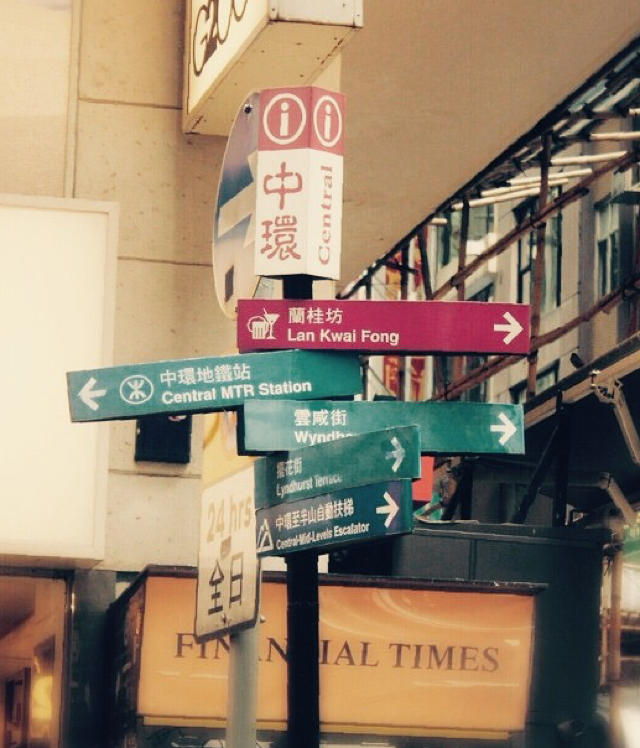 中環
Central
蘭桂坊
Lan Kwai Fong
中環地鐵站
Central MTR Station
雲咸街
擺花街
Lyndhurst Terrace
中環至半山自動扶梯
Central-Mid-Levels Escalator
24 hrs
全日
FINANCIAL TIMES